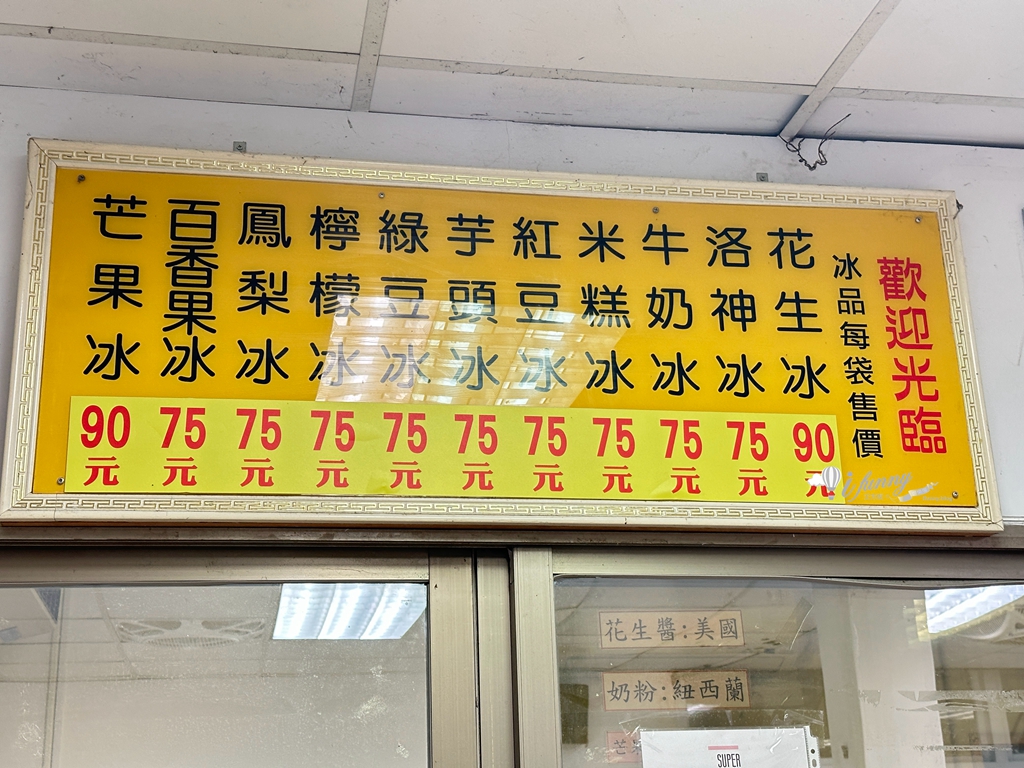 歡迎光臨
冰品每袋售價
花生冰 90元
洛神冰 75元
牛奶冰 75元
米糕冰 75元
紅豆冰 75元
芋頭冰 75元
綠豆冰 75元
檸檬冰 75元
鳳梨冰 75元
百香果冰 75元
芒果冰 90元
i funny
花生醬:美國
奶粉:紐西蘭
芒
SUPER